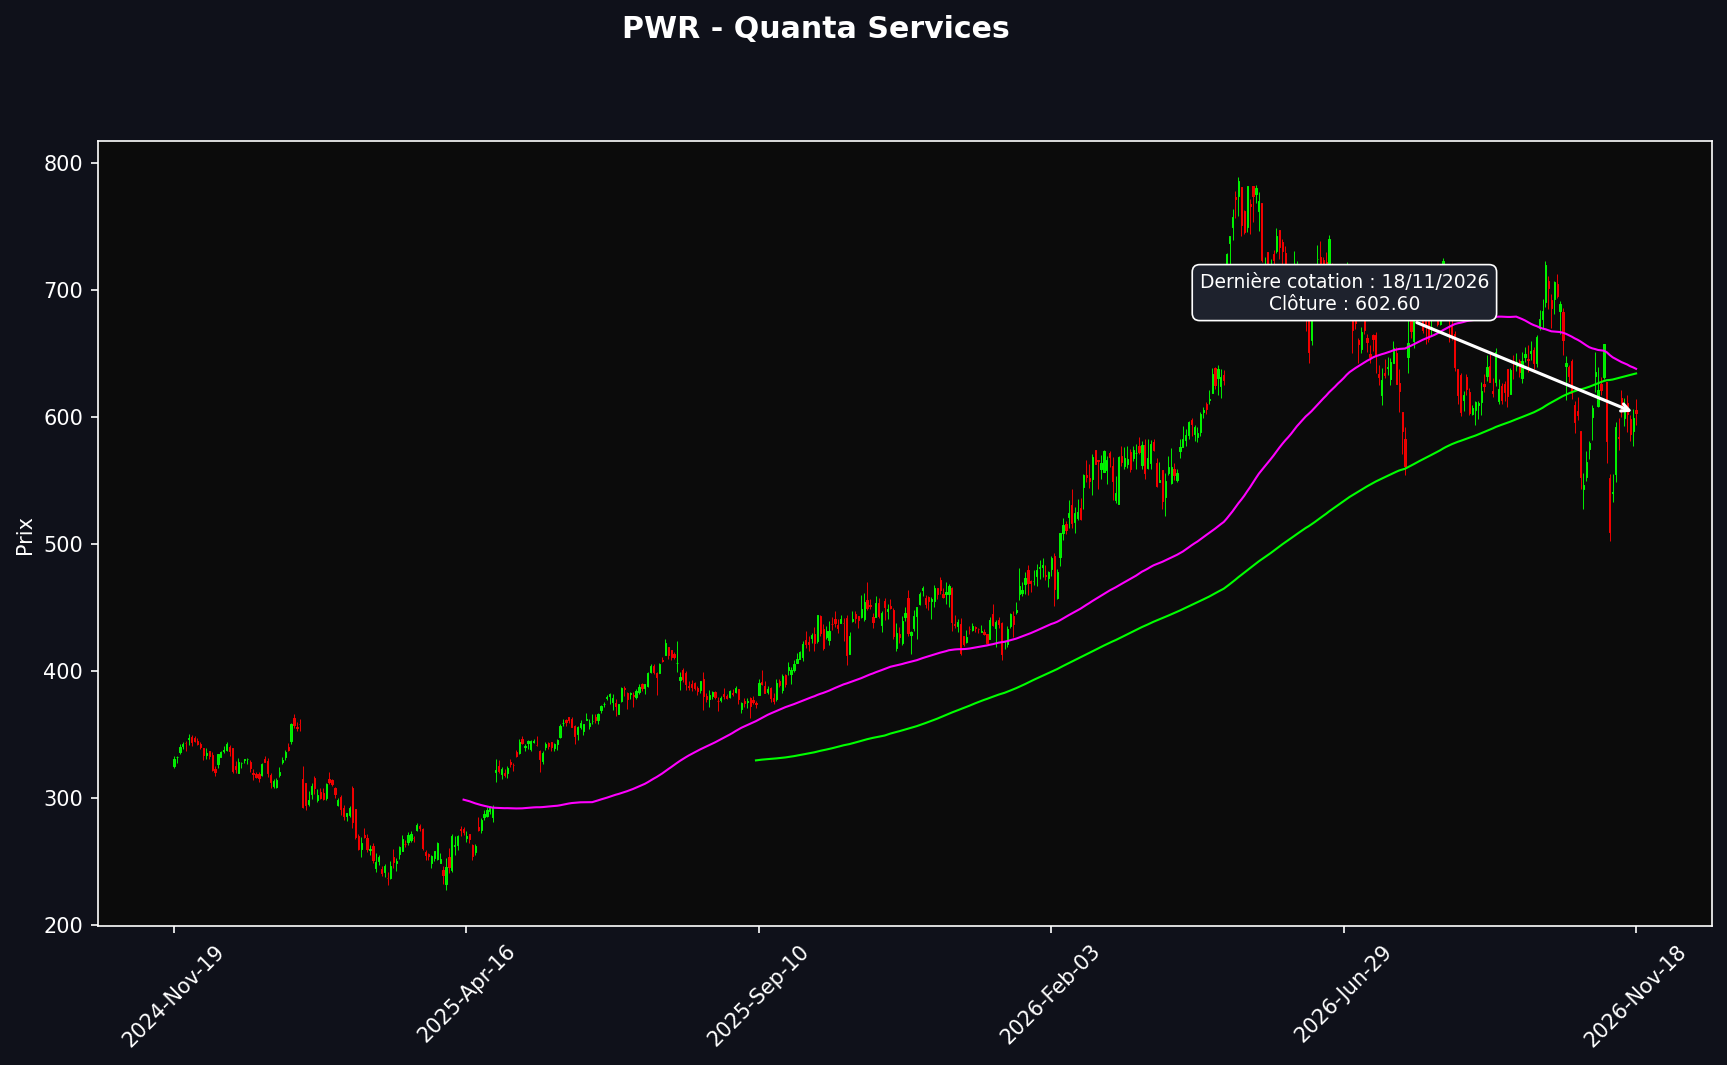 PWR - Quanta Services
800
700
600
500
400
300
200
Prix
Dernière cotation : 18/11/2026
Clôture : 602.60
2024-Nov-19
2025-Apr-16
2025-Sep-10
2026-Feb-03
2026-Jun-29
2026-Nov-18